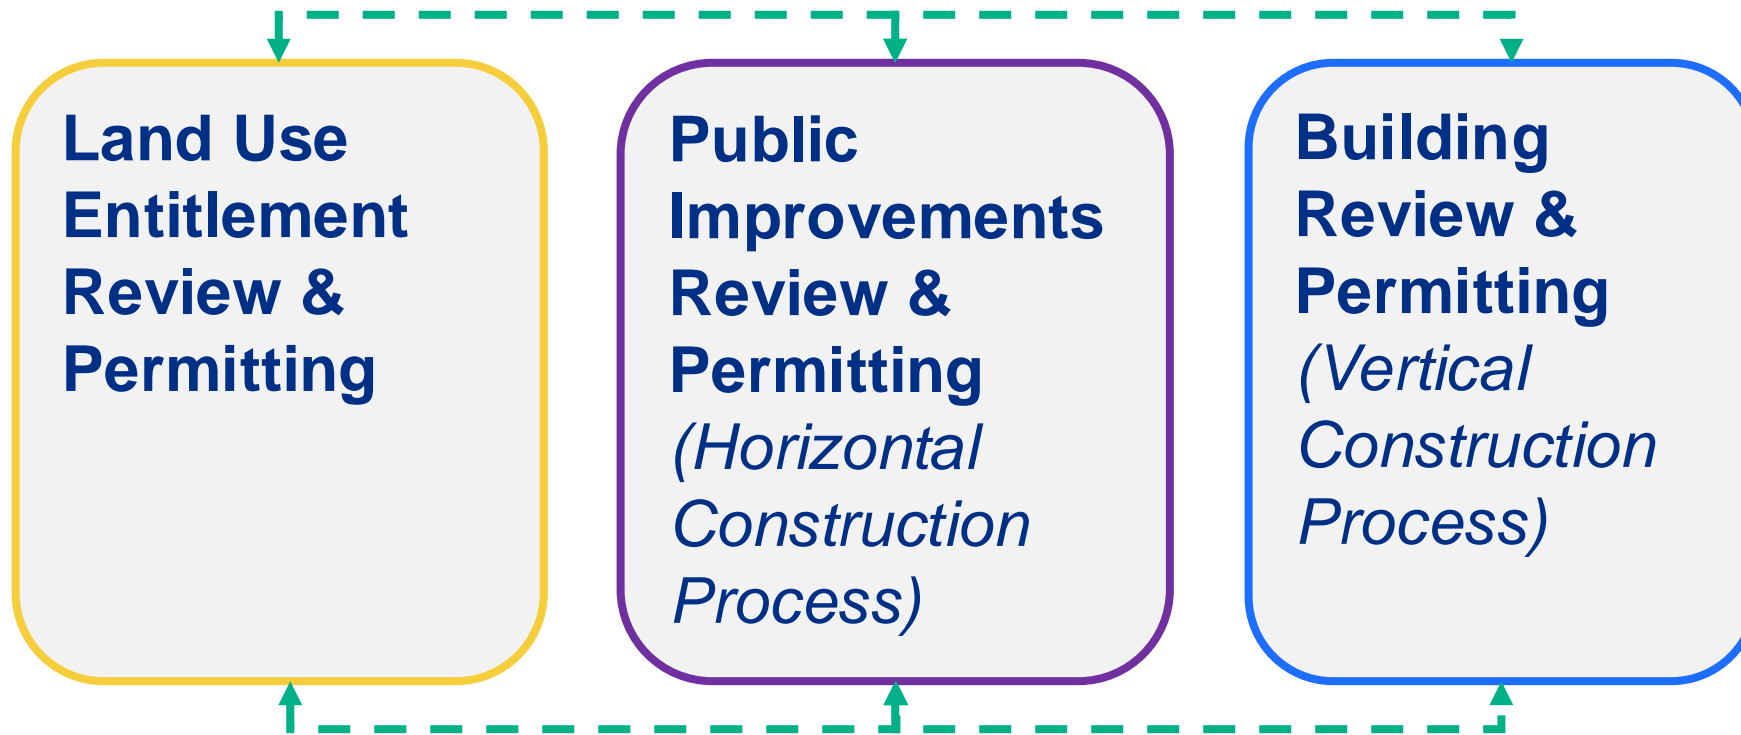 Land Use
Entitlement
Review &
Permitting
Public
Improvements
Review &
Permitting
(Horizontal
Construction
Process)
Building
Review &
Permitting
(Vertical
Construction
Process)